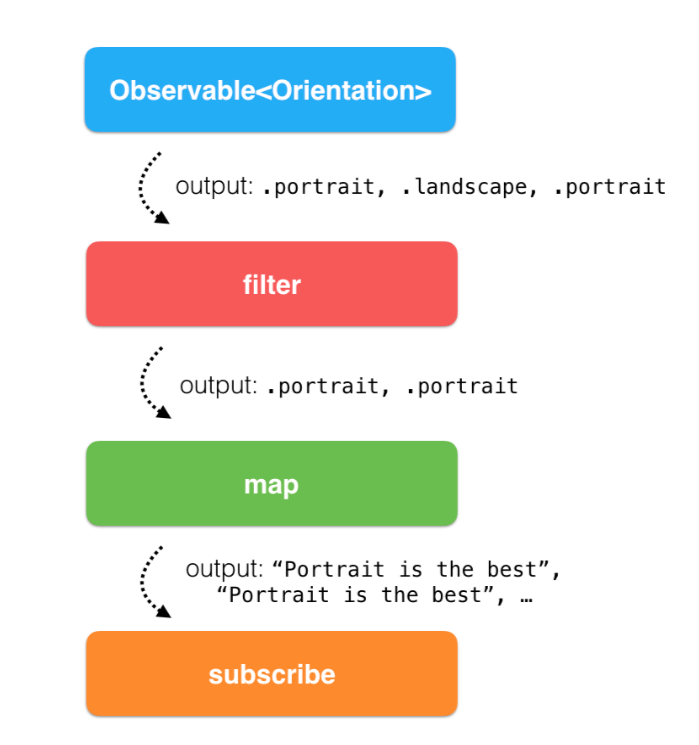 Observable<Orientation>
output: .portrait, .landscape, .portrait
filter
output: .portrait, .portrait
map
output: “Portrait is the best”,
“Portrait is the best”, …
subscribe